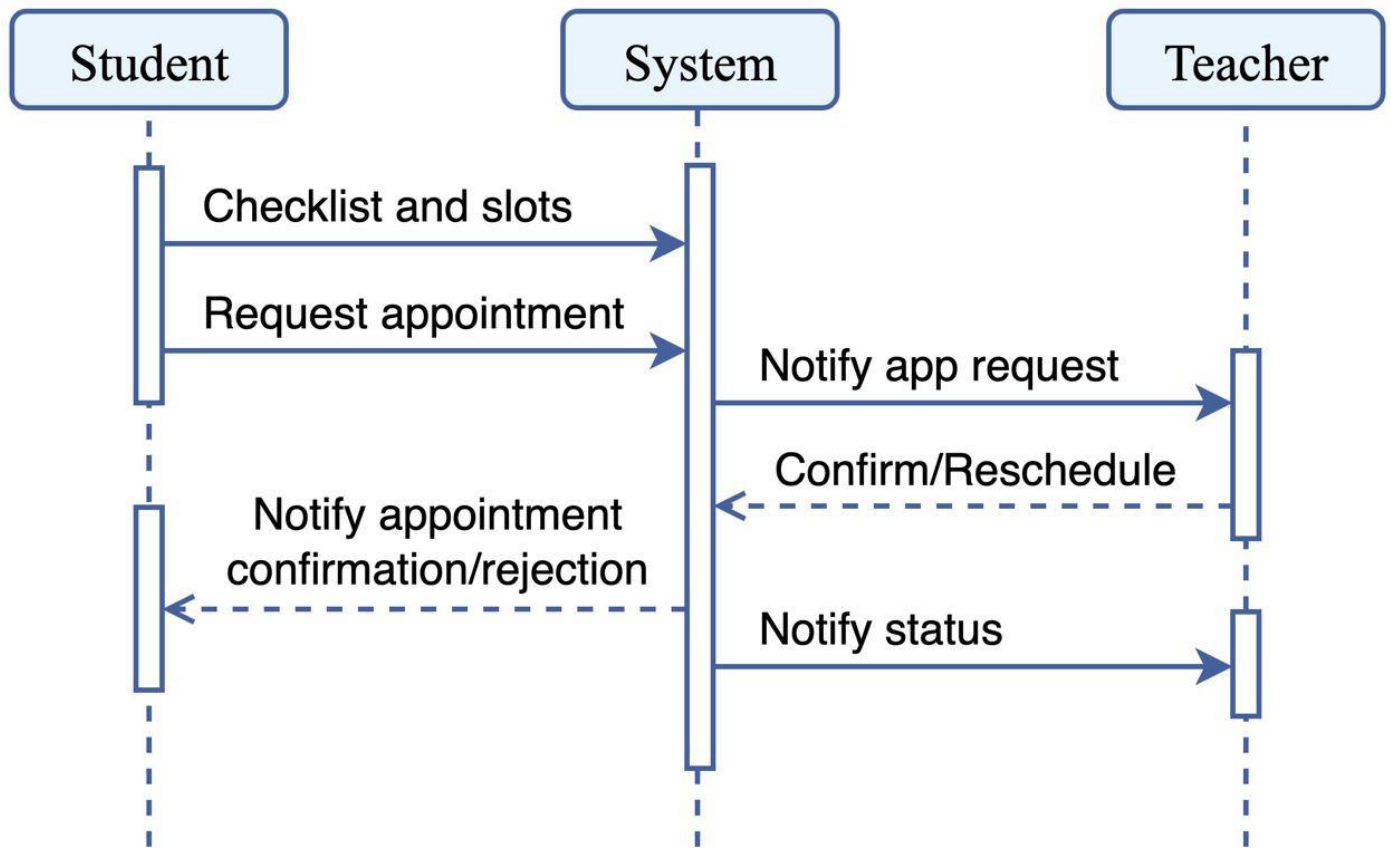 Student
System
Teacher
Checklist and slots
Request appointment
Notify app request
Confirm/Reschedule
Notify appointment
confirmation/rejection
Notify status